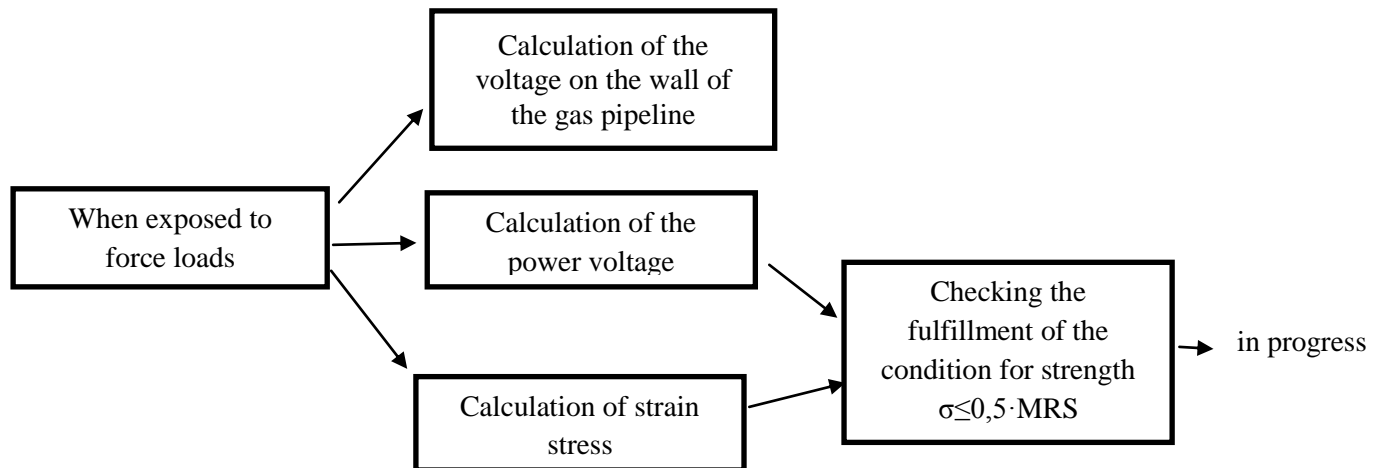 Calculation of the
voltage on the wall of
the gas pipeline
When exposed to
force loads
Calculation of the
power voltage
Calculation of strain
stress
Checking the
fulfillment of the
condition for strength
σ≤0,5·MRS
in progress